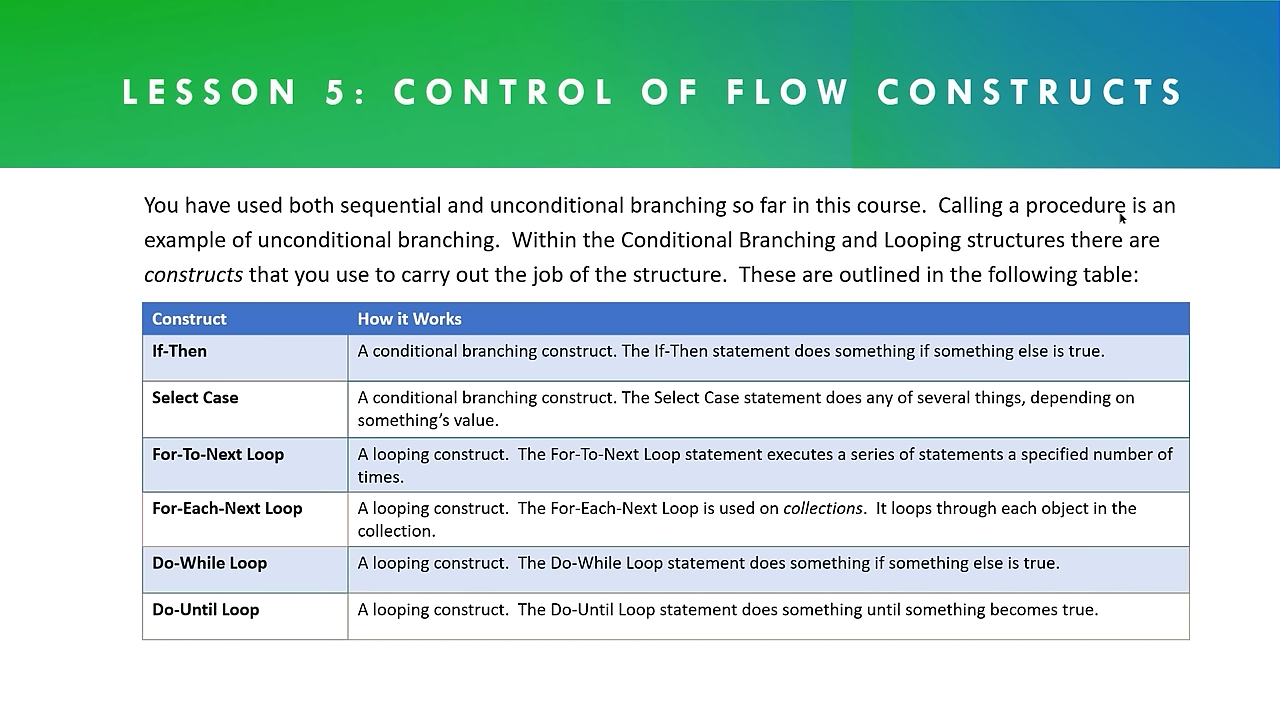 LESSON 5: CONTROL OF FLOW CONSTRUCTS
You have used both sequential and unconditional branching so far in this course.  Calling a procedure is an
example of unconditional branching.  Within the Conditional Branching and Looping structures there are
constructs that you use to carry out the job of the structure.  These are outlined in the following table:
Construct How it Works
If-Then A conditional branching construct. The If-Then statement does something if something else is true.
Select Case A conditional branching construct. The Select Case statement does any of several things, depending on
something’s value.
For-To-Next Loop A looping construct.  The For-To-Next Loop statement executes a series of statements a specified number of
times.
For-Each-Next Loop A looping construct.  The For-Each-Next Loop is used on collections.  It loops through each object in the
collection.
Do-While Loop A looping construct.  The Do-While Loop statement does something if something else is true.
Do-Until Loop A looping construct.  The Do-Until Loop statement does something until something becomes true.